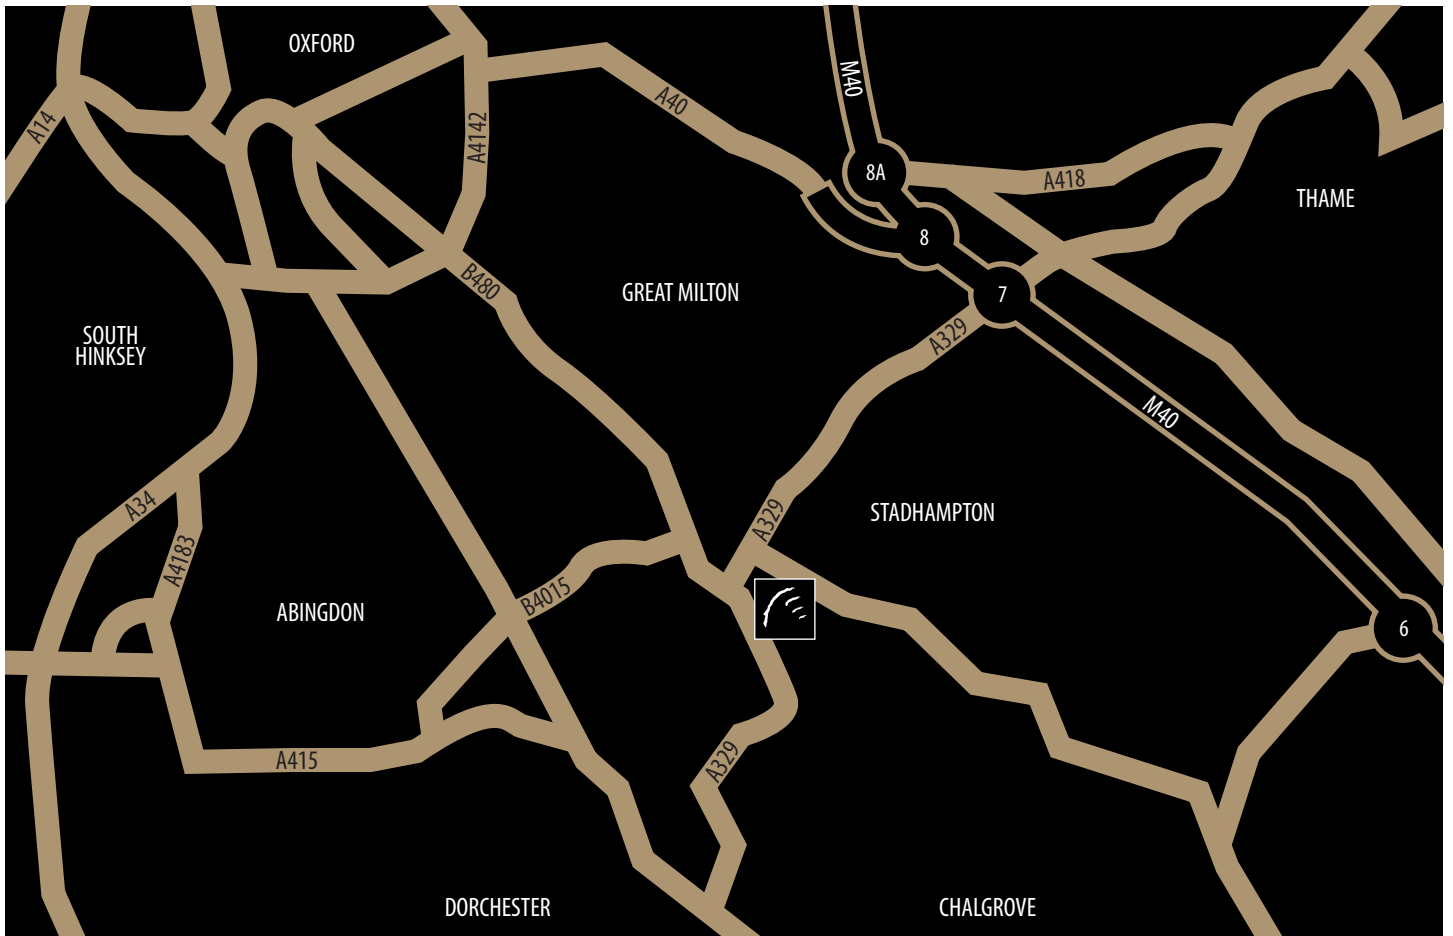 OXFORD
A14
A4142
A40
M40
8A
A418
THAME
8
7
B480
GREAT MILTON
A329
SOUTH
HINKSEY
M40
A34
A329
STADHAMPTON
A4183
B4015
ABINGDON
6
A415
A329
DORCHESTER
CHALGROVE